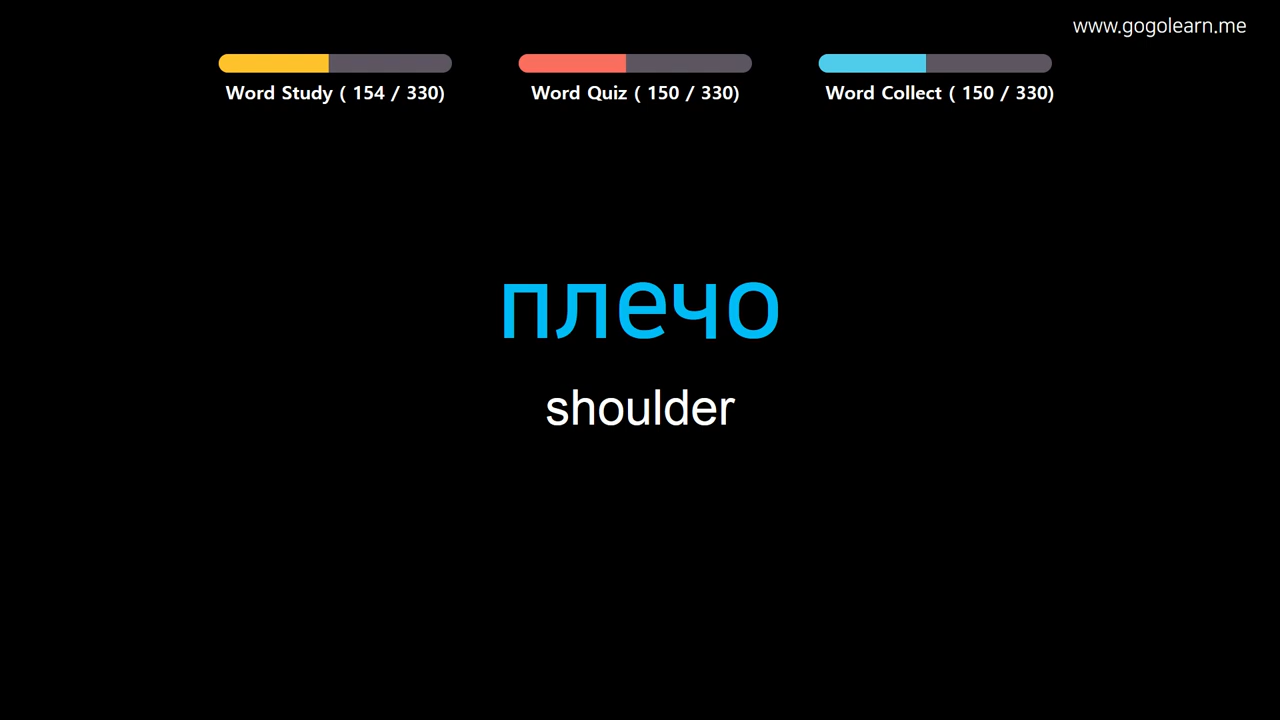 www.gogolearn.me
Word Study ( 154 / 330)
Word Quiz ( 150 / 330)
Word Collect ( 150 / 330)
плечо
shoulder